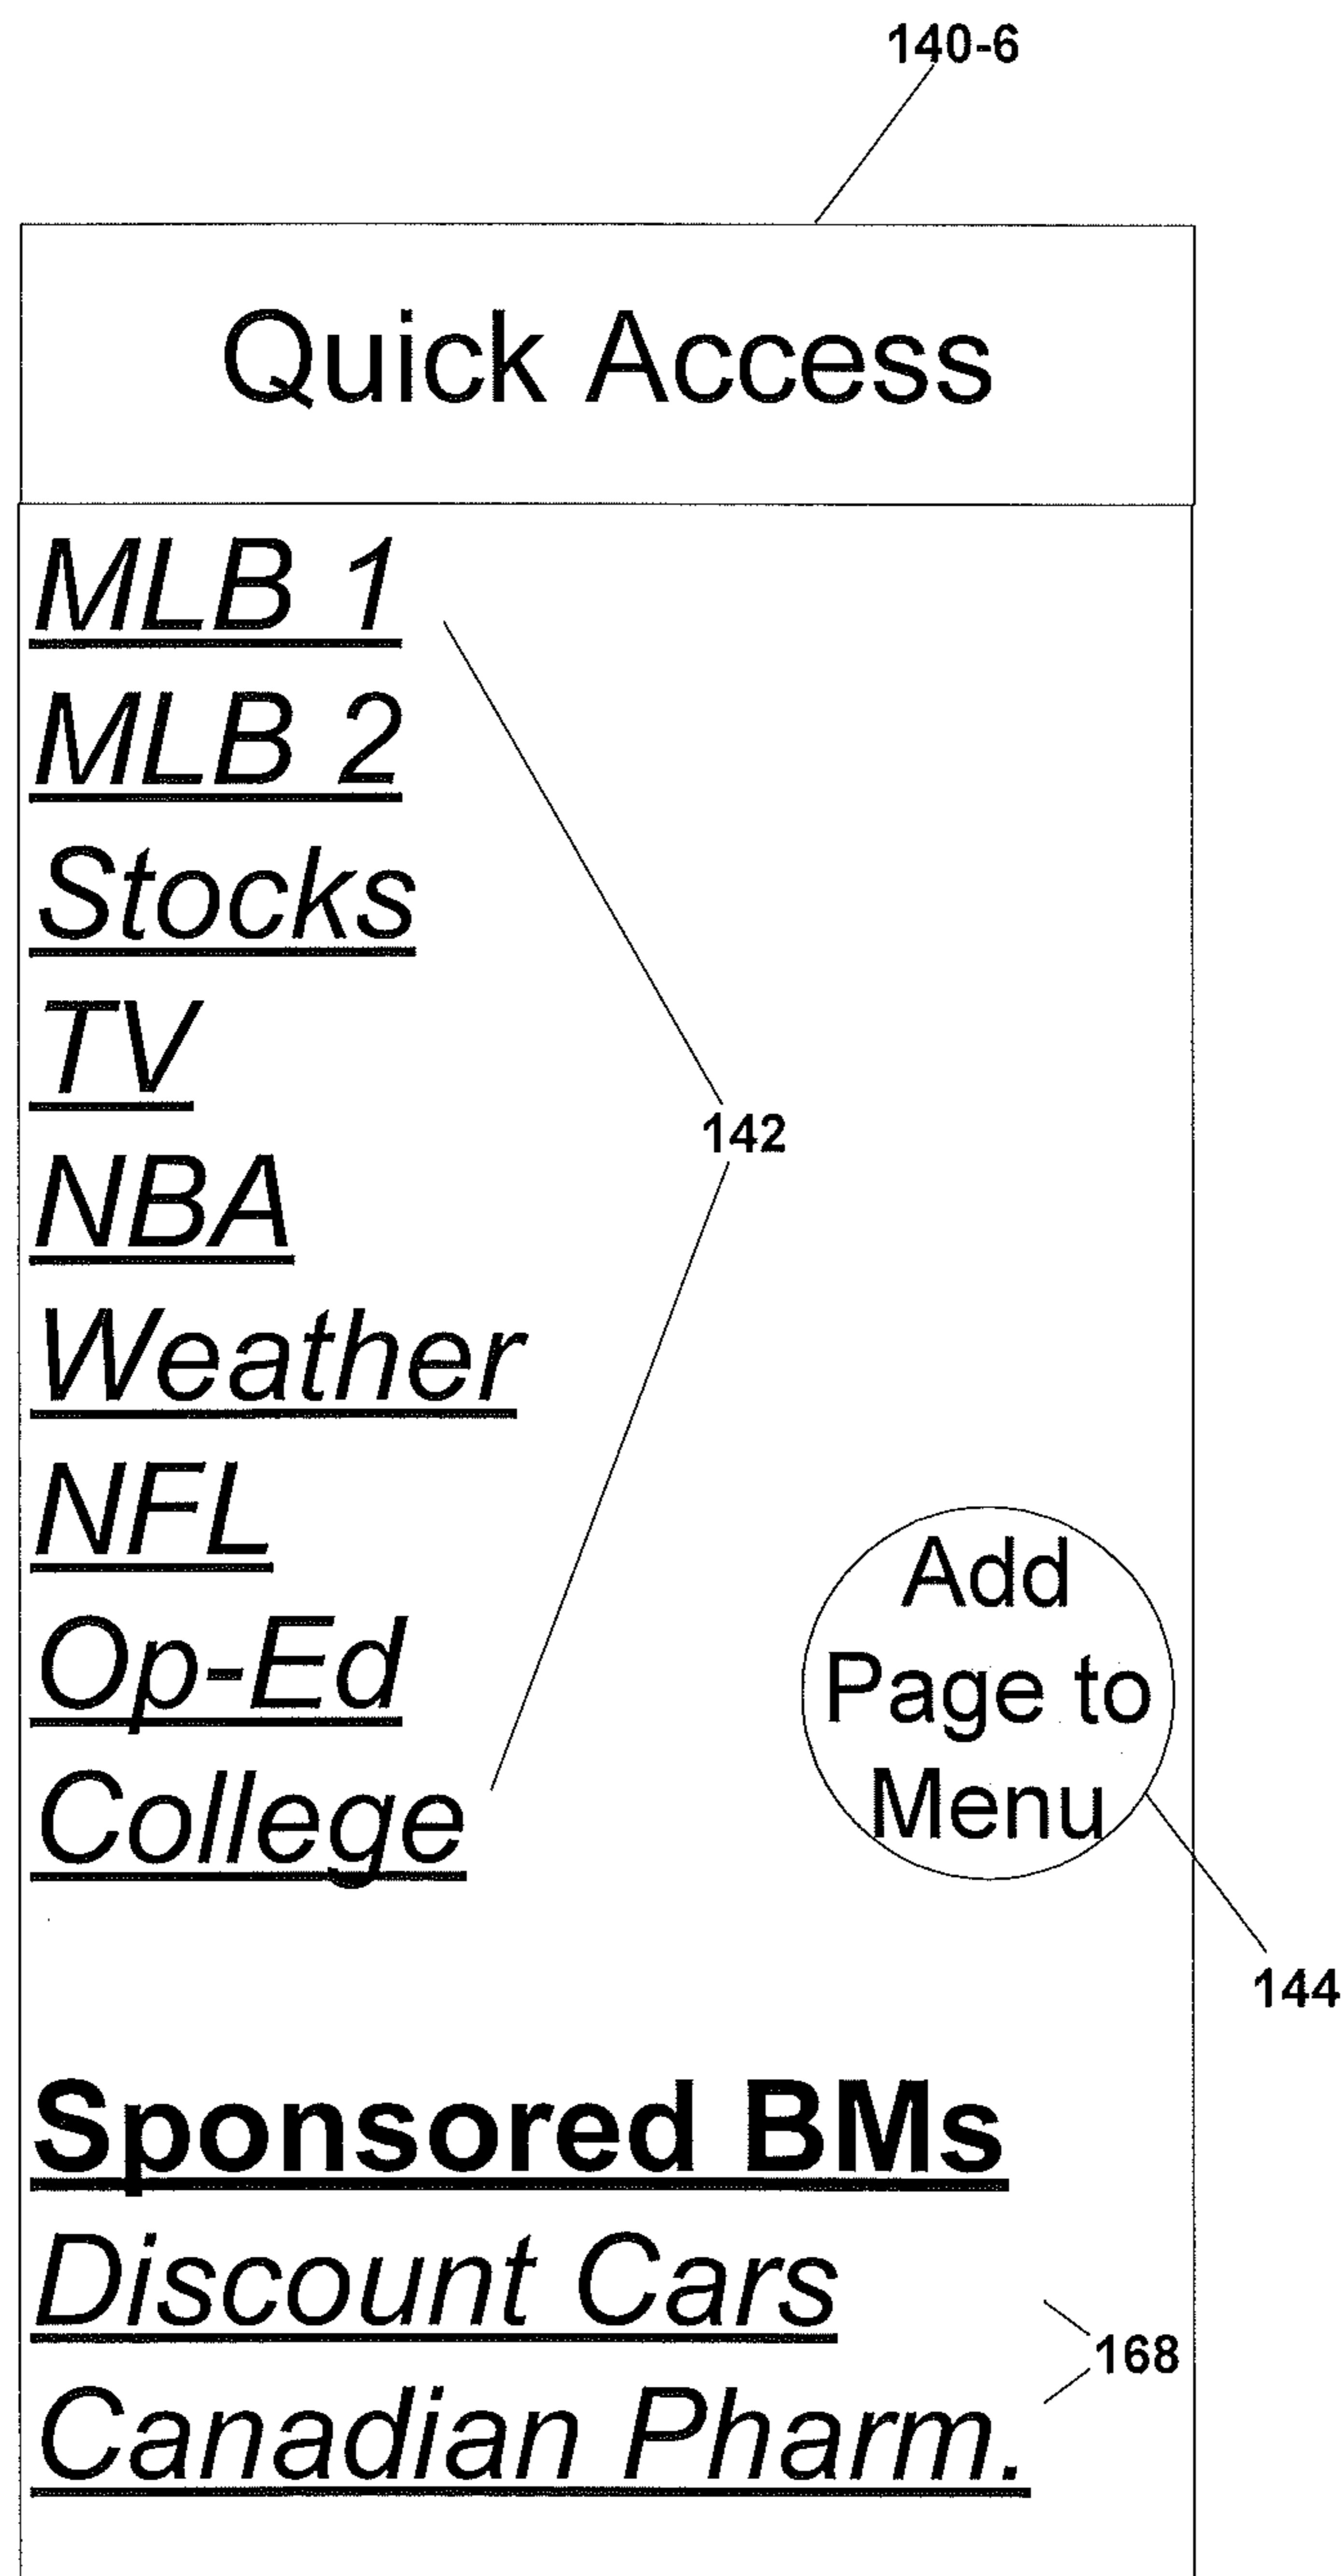 140-6
Quick Access
MLB 1
MLB 2
Stocks
TV
142
NBA
Weather
NFL
Op-Ed
College
Add
Page to
Menu
144
Sponsored BMs
Discount Cars
168
Canadian Pharm.